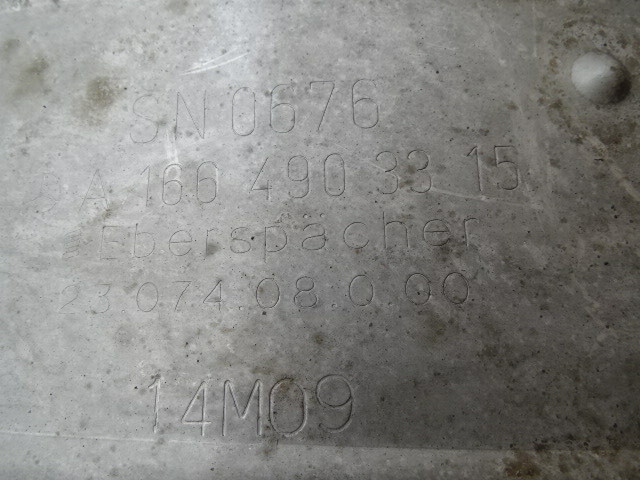 SN 0676
A 166 490 33 15
Eberspächer
23.074.08.0.00
14M09